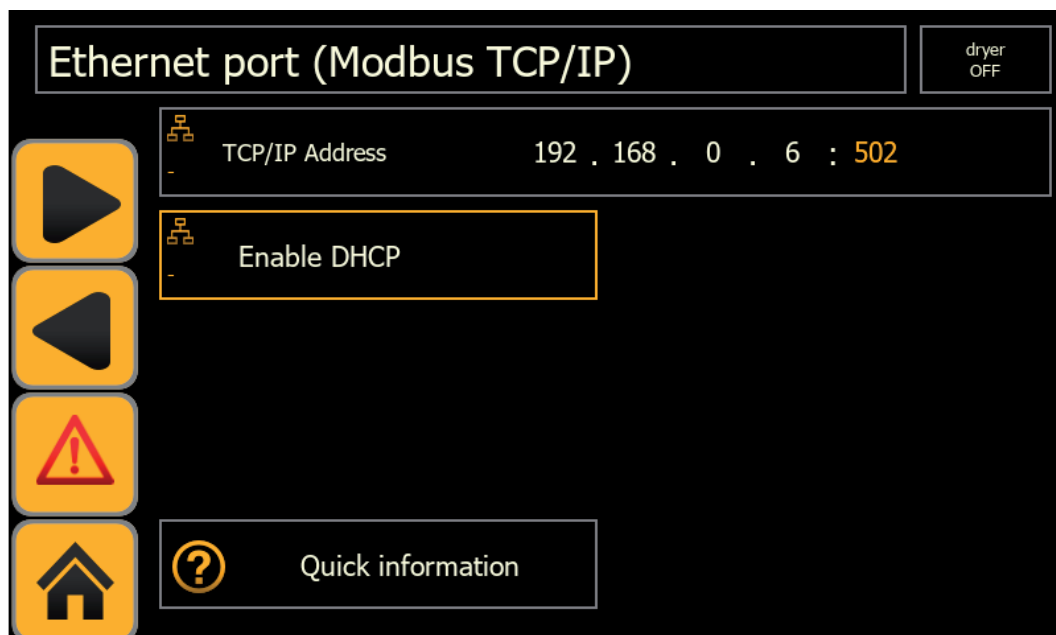 Ethernet port (Modbus TCP/IP)
dryer
OFF
TCP/IP Address 192 . 168 . 0 . 6 : 502
-
Enable DHCP
-
Quick information